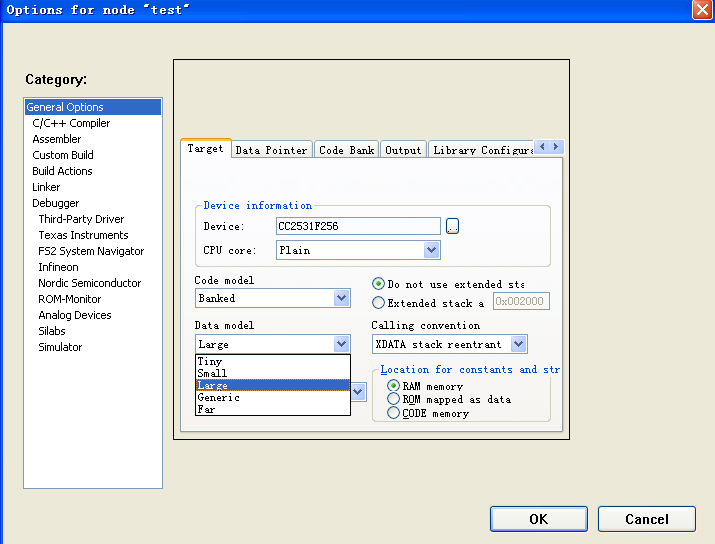 Options for node "test"
Category:
General Options
C/C++ Compiler
Assembler
Custom Build
Build Actions
Linker
Debugger
Third-Party Driver
Texas Instruments
FS2 System Navigator
Infineon
Nordic Semiconductor
ROM-Monitor
Analog Devices
Silabs
Simulator
Target
Data Pointer
Code Bank
Output
Library Configura
Device information
Device:
CC2531F256
..
CPU core:
Plain
Code model
Banked
Do not use extended sta
Extended stack a
0x002000
Data model
Large
Tiny
Small
Large
Generic
Far
Calling convention
XDATA stack reentrant
Location for constants and str
RAM memory
ROM mapped as data
CODE memory
OK
Cancel